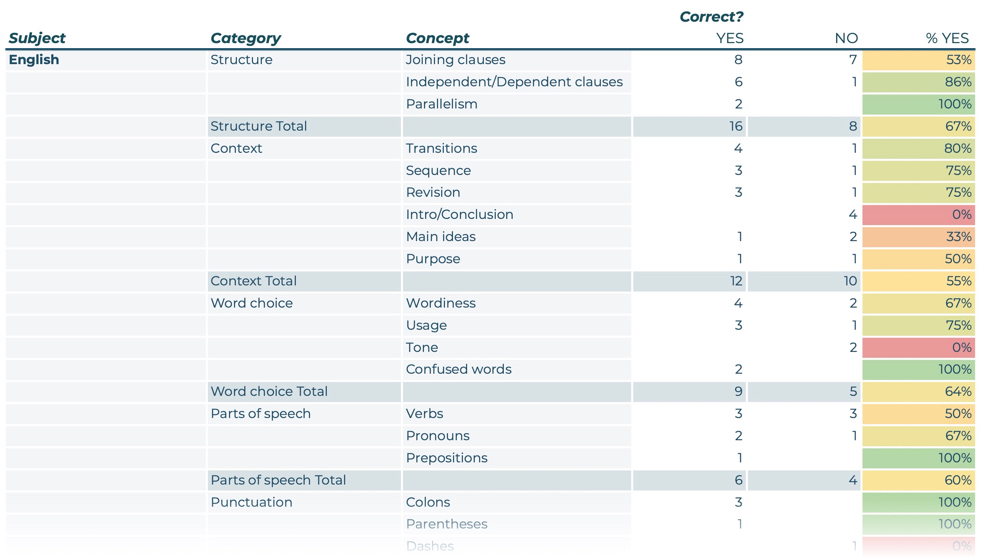 Correct?
Subject Category Concept YES NO % YES
English Structure Joining clauses 8 7 53%
Independent/Dependent clauses 6 1 86%
Parallelism 2 100%
Structure Total 16 8 67%
Context Transitions 4 1 80%
Sequence 3 1 75%
Revision 3 1 75%
Intro/Conclusion 4 0%
Main ideas 1 2 33%
Purpose 1 1 50%
Context Total 12 10 55%
Word choice Wordiness 4 2 67%
Usage 3 1 75%
Tone 2 0%
Confused words 2 100%
Word choice Total 9 5 64%
Parts of speech Verbs 3 3 50%
Pronouns 2 1 67%
Prepositions 1 100%
Parts of speech Total 6 4 60%
Punctuation Colons 3 100%
Parentheses 1 100%
Dashes 1 0%